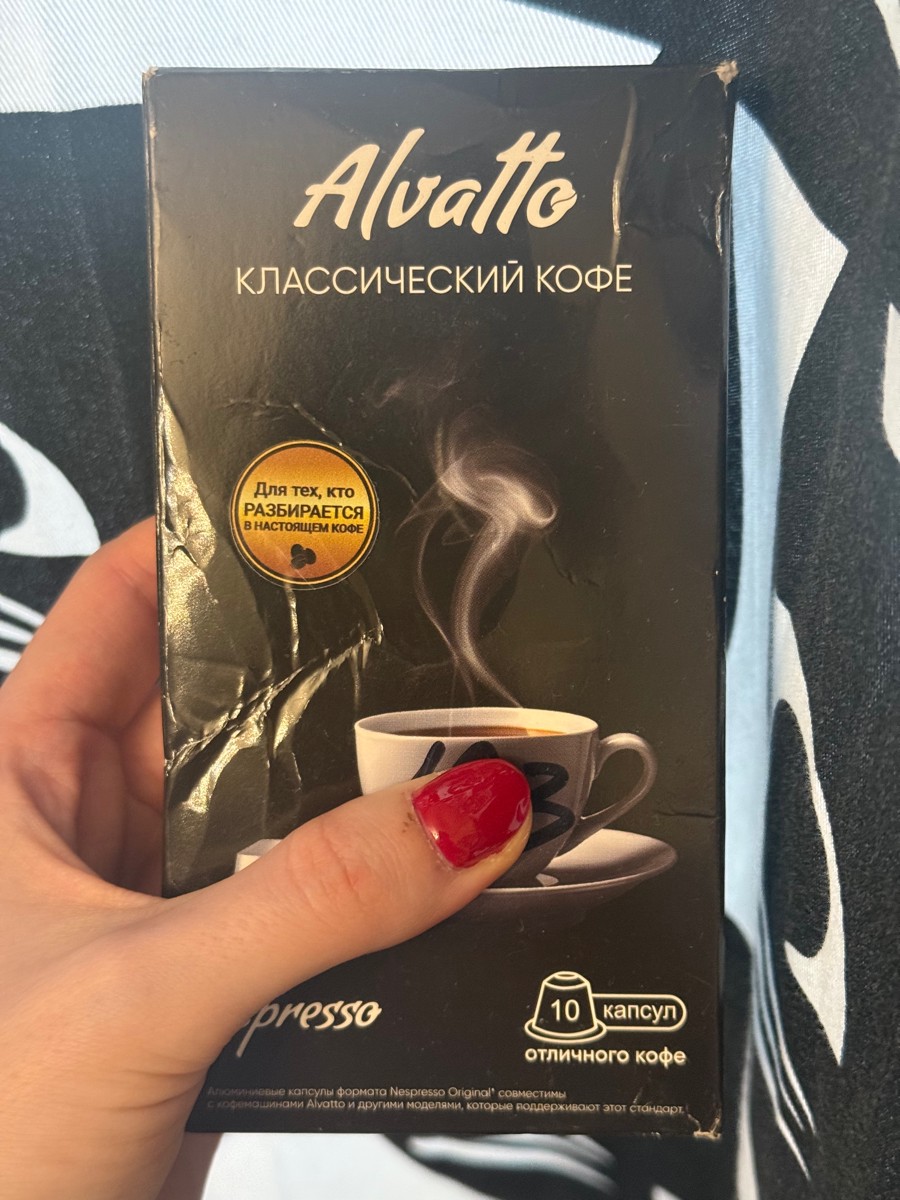 Alvatto
КЛАССИЧЕСКИЙ КОФЕ
Для тех, кто
РАЗБИРАЕТСЯ
В НАСТОЯЩЕМ КОФЕ
10 капсул
отличного кофе
Алюминиевые капсулы формата Nespresso Original* совместимы
с кофемашинами Alvatto и другими моделями, которые поддерживают этот стандарт.